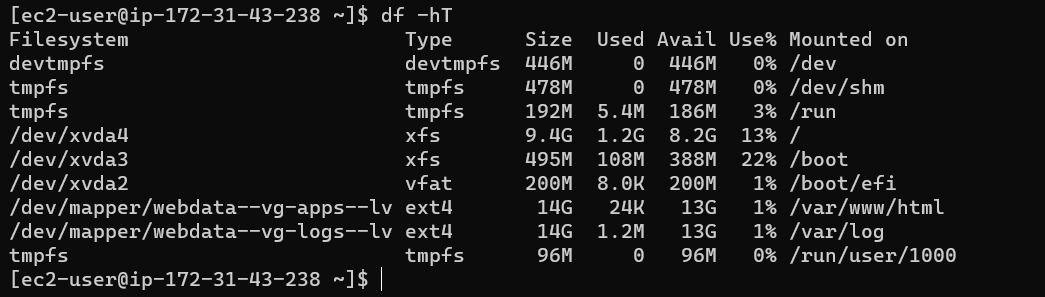 [ec2-user@ip-172-31-43-238 ~]$ df -hT
Filesystem                       Type      Size  Used Avail Use% Mounted on
devtmpfs                         devtmpfs  446M     0  446M   0% /dev
tmpfs                            tmpfs     478M     0  478M   0% /dev/shm
tmpfs                            tmpfs     192M  5.4M  186M   3% /run
/dev/xvda4                       xfs       9.4G  1.2G  8.2G  13% /
/dev/xvda3                       xfs       495M  108M  388M  22% /boot
/dev/xvda2                       vfat      200M  8.0K  200M   1% /boot/efi
/dev/mapper/webdata--vg-apps--lv ext4       14G   24K   13G   1% /var/www/html
/dev/mapper/webdata--vg-logs--lv ext4       14G  1.2M   13G   1% /var/log
tmpfs                            tmpfs      96M     0   96M   0% /run/user/1000
[ec2-user@ip-172-31-43-238 ~]$